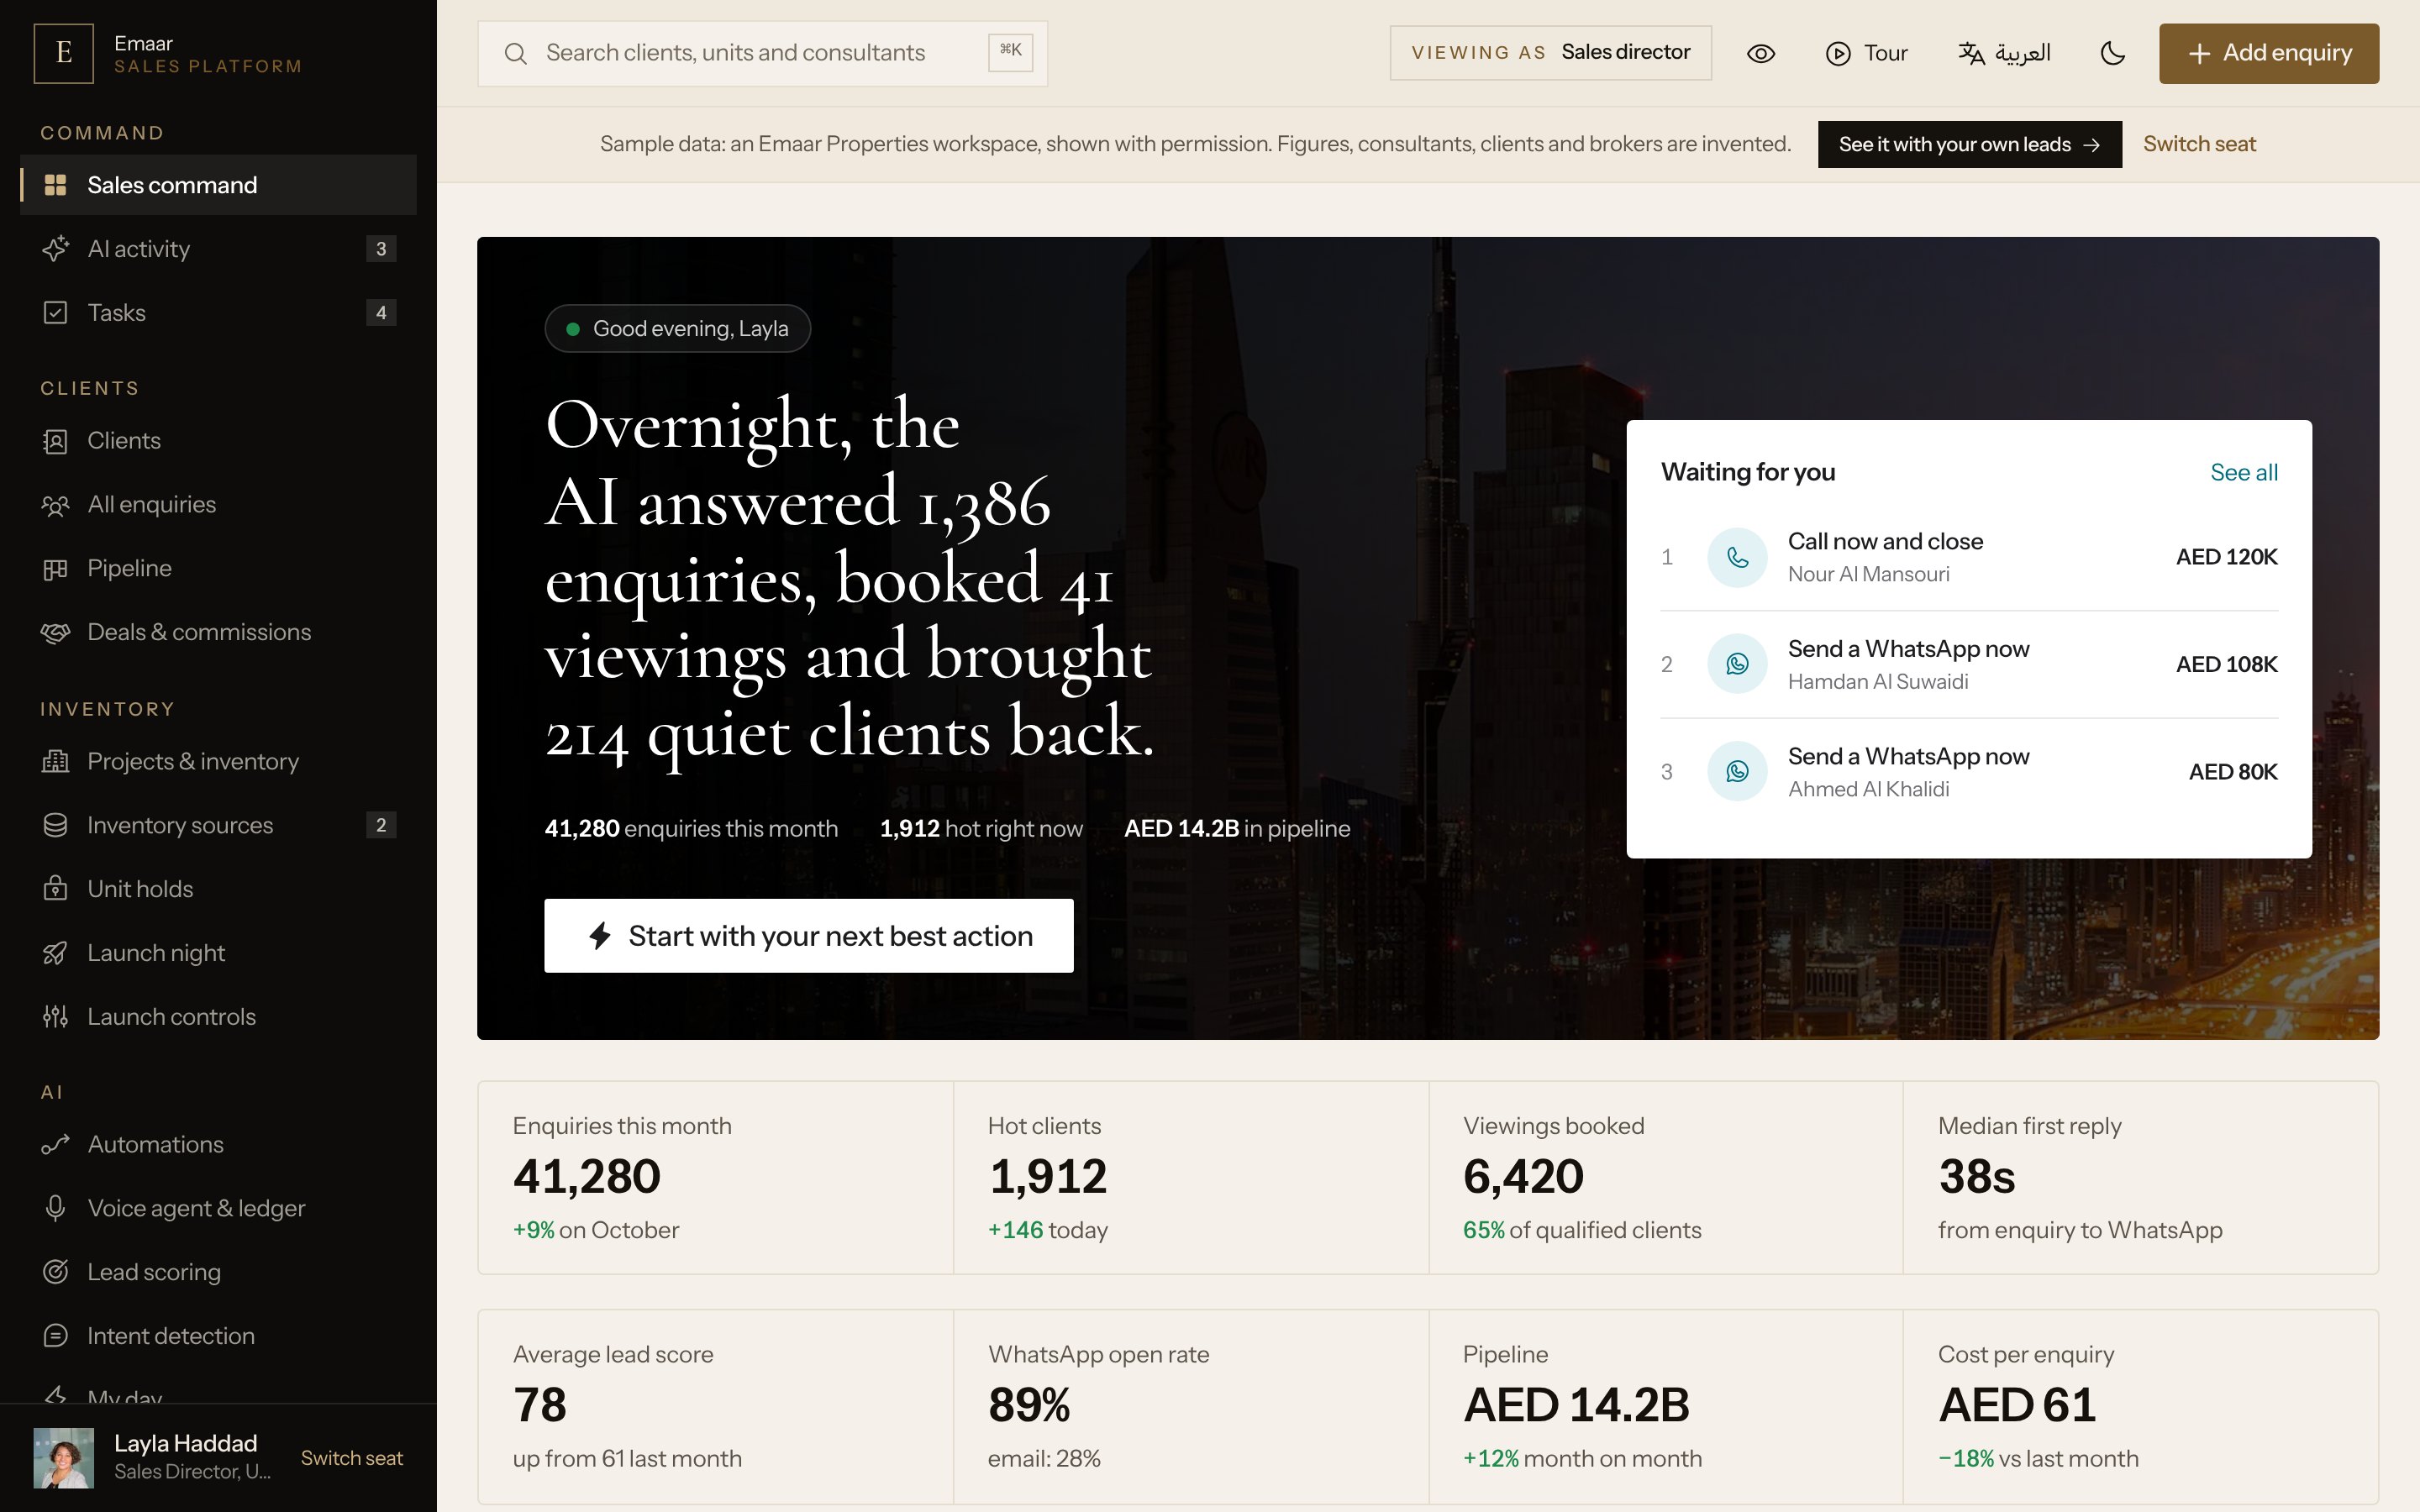 E
Emaar
SALES PLATFORM
COMMAND
Sales command
AI activity 3
Tasks 4
CLIENTS
Clients
All enquiries
Pipeline
Deals & commissions
INVENTORY
Projects & inventory
Inventory sources 2
Unit holds
Launch night
Launch controls
AI
Automations
Voice agent & ledger
Lead scoring
Intent detection
My day
Layla Haddad
Sales Director, U...
Switch seat
Search clients, units and consultants ⌘K
VIEWING AS Sales director
Tour
العربية
Add enquiry
Sample data: an Emaar Properties workspace, shown with permission. Figures, consultants, clients and brokers are invented.
See it with your own leads →
Switch seat
Good evening, Layla
Overnight, the
AI answered 1,386
enquiries, booked 41
viewings and brought
214 quiet clients back.
41,280 enquiries this month 1,912 hot right now AED 14.2B in pipeline
Start with your next best action
Waiting for you See all
1 Call now and close AED 120K
Nour Al Mansouri
2 Send a WhatsApp now AED 108K
Hamdan Al Suwaidi
3 Send a WhatsApp now AED 80K
Ahmed Al Khalidi
Enquiries this month
41,280
+9% on October
Hot clients
1,912
+146 today
Viewings booked
6,420
65% of qualified clients
Median first reply
38s
from enquiry to WhatsApp
Average lead score
78
up from 61 last month
WhatsApp open rate
89%
email: 28%
Pipeline
AED 14.2B
+12% month on month
Cost per enquiry
AED 61
−18% vs last month